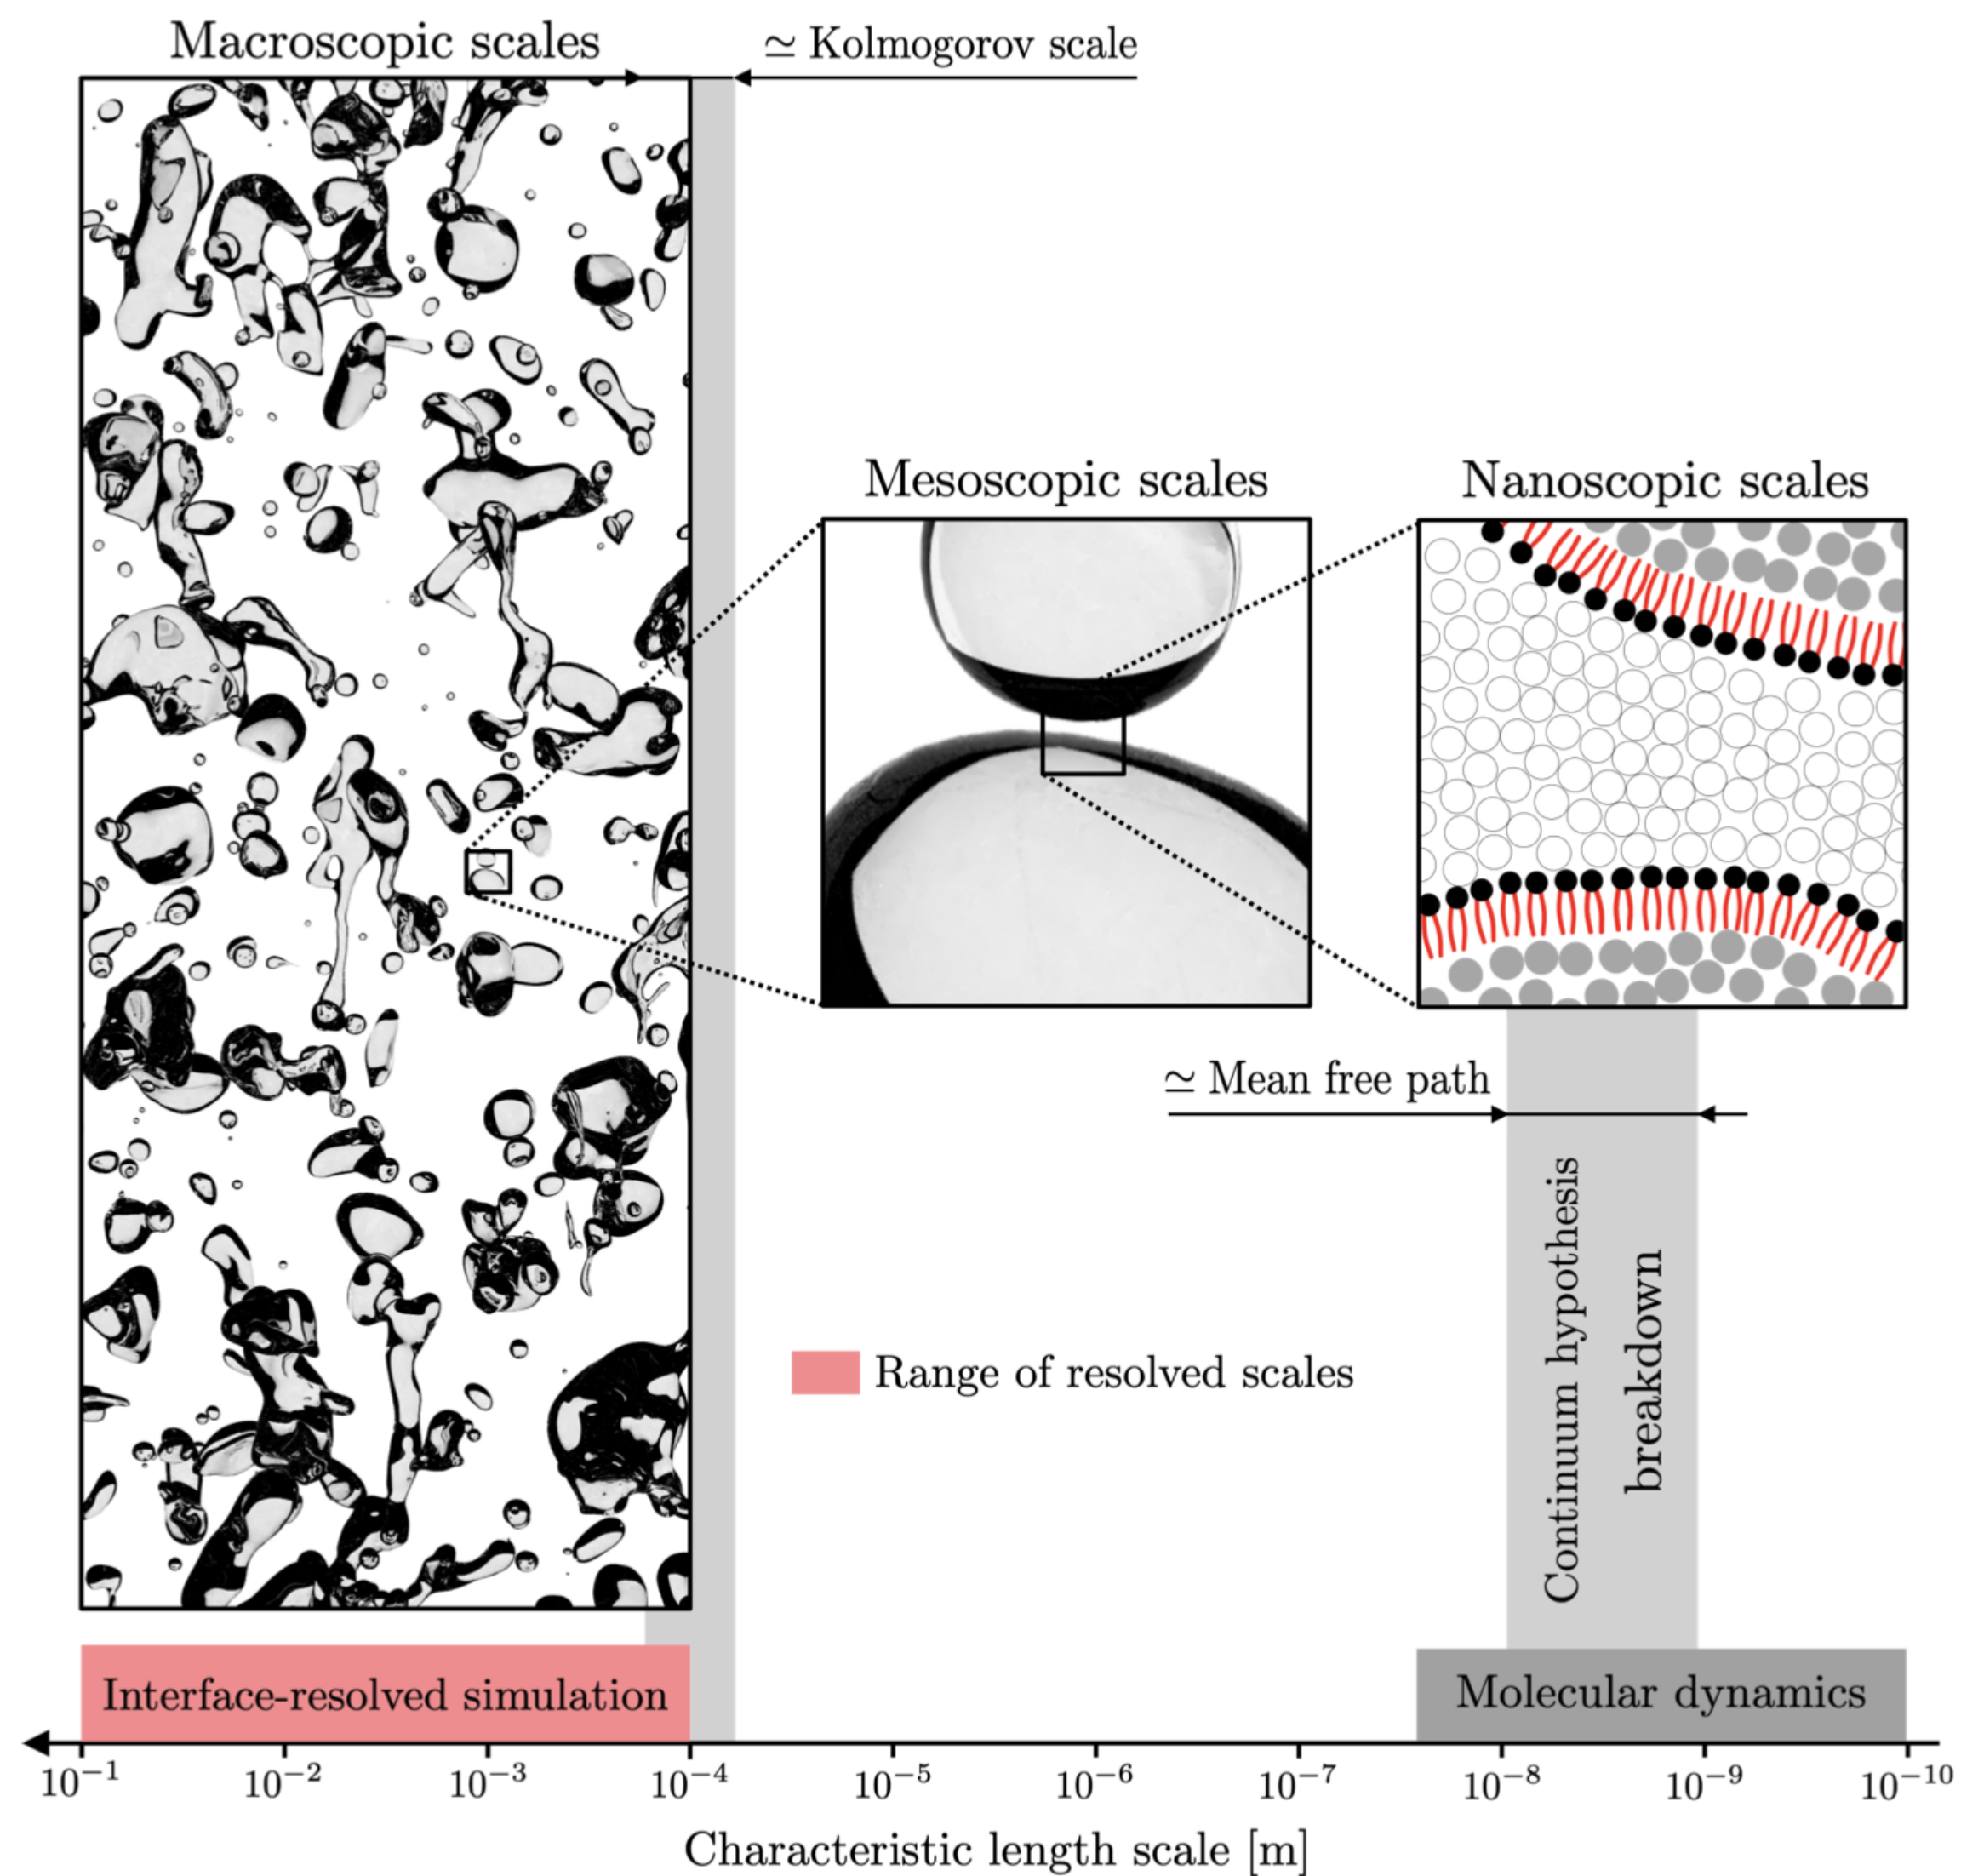 Macroscopic scales
≃ Kolmogorov scale
Mesoscopic scales
Nanoscopic scales
≃ Mean free path
Continuum hypothesis
breakdown
Range of resolved scales
Interface-resolved simulation
Molecular dynamics
10⁻¹ 10⁻² 10⁻³ 10⁻⁴ 10⁻⁵ 10⁻⁶ 10⁻⁷ 10⁻⁸ 10⁻⁹ 10⁻¹⁰
Characteristic length scale [m]